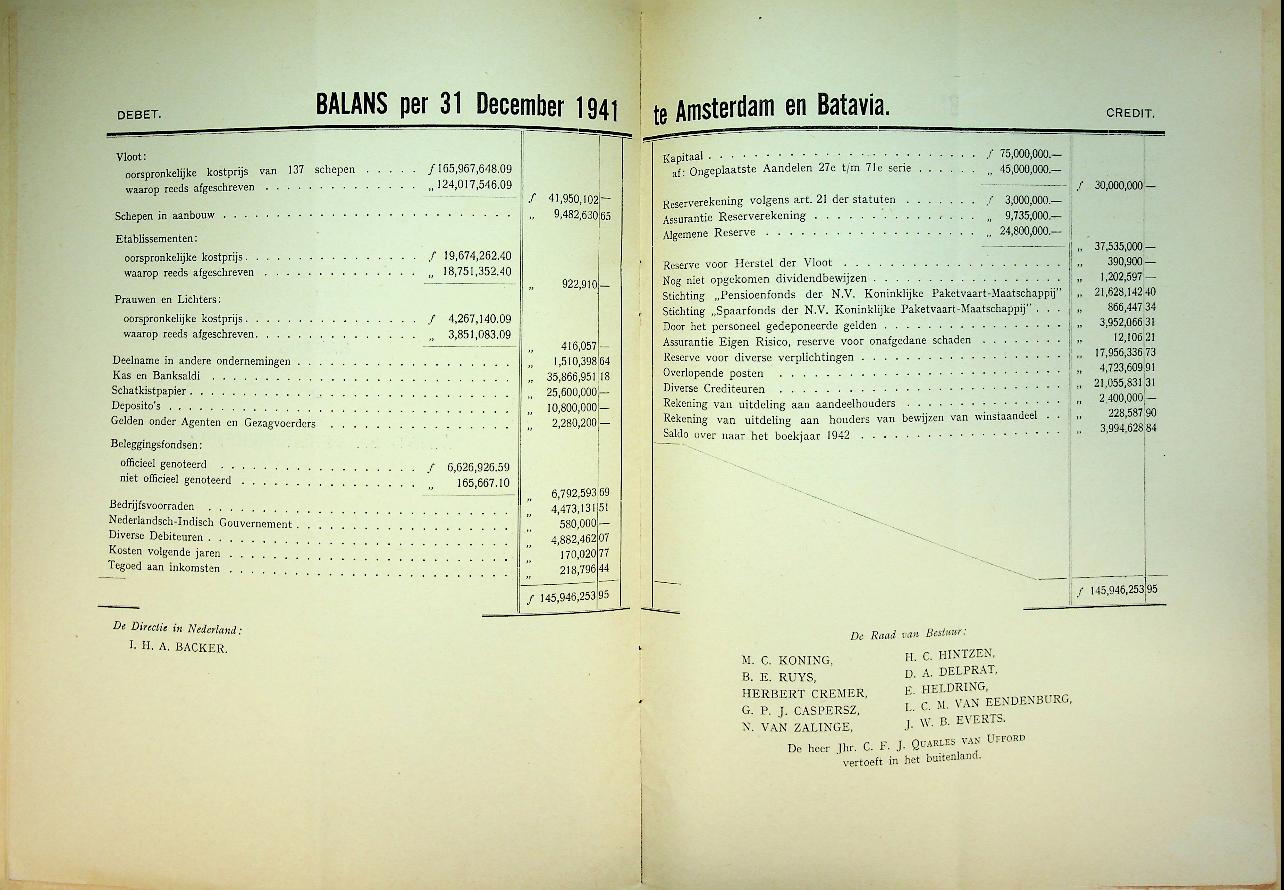 BALANS per 31 December 1941 te Amsterdam en Batavia.
DEBET.
Vloot:
oorspronkelijke kostprijs van 137 schepen . . . . . ƒ 165,967,648.09
waarop reeds afgeschreven . . . . . . . . . . . . „ 124,017,546.09
ƒ 41,950,102 —
Schepen in aanbouw . . . . . . . . . . . . „ 9,482,630 65
Etablissementen:
oorspronkelijke kostprijs . . . . . . . . . . . . ƒ 19,674,262.40
waarop reeds afgeschreven . . . . . . . . . . . . „ 18,751,352.40
„ 922,910 —
Prauwen en Lichters:
oorspronkelijke kostprijs . . . . . . . . . . . . ƒ 4,267,140.09
waarop reeds afgeschreven . . . . . . . . . . . . „ 3,851,083.09
„ 416,057 —
Deelname in andere ondernemingen . . . . . . . . . . . . „ 1,510,398 64
Kas en Banksaldi . . . . . . . . . . . . „ 35,866,951 18
Schatkistpapier . . . . . . . . . . . . „ 25,600,000 —
Deposito's . . . . . . . . . . . . „ 10,800,000 —
Gelden onder Agenten en Gezagvoerders . . . . . . . . . . . . „ 2,280,200 —
Beleggingsfondsen:
officieel genoteerd . . . . . . . . . . . . ƒ 6,626,926.59
niet officieel genoteerd . . . . . . . . . . . . „ 165,667.10
„ 6,792,593 69
Bedrijfsvoorraden . . . . . . . . . . . . „ 4,473,131 51
Nederlandsch-Indisch Gouvernement . . . . . . . . . . . . „ 580,000 —
Diverse Debiteuren . . . . . . . . . . . . „ 4,882,462 07
Kosten volgende jaren . . . . . . . . . . . . „ 170,020 77
Tegoed aan inkomsten . . . . . . . . . . . . „ 218,796 44
ƒ 145,946,253 95
De Directie in Nederland:
I. H. A. BACKER.
CREDIT.
Kapitaal . . . . . . . . . . . . ƒ 75,000,000.—
af: Ongeplaatste Aandelen 27e t/m 71e serie . . . . . . „ 45,000,000.—
ƒ 30,000,000 —
Reserverekening volgens art. 21 der statuten . . . . . . . ƒ 3,000,000.—
Assurantie Reserverekening . . . . . . . . . . . . „ 9,735,000.—
Algemene Reserve . . . . . . . . . . . . „ 24,800,000.—
„ 37,535,000 —
Reserve voor Herstel der Vloot . . . . . . . . . . . . „ 390,900 —
Nog niet opgekomen dividendbewijzen . . . . . . . . . . . . „ 1,202,597 —
Stichting „Pensioenfonds der N.V. Koninklijke Paketvaart-Maatschappij" „ 21,628,142 40
Stichting „Spaarfonds der N.V. Koninklijke Paketvaart-Maatschappij" . . . „ 866,447 34
Door het personeel gedeponeerde gelden . . . . . . . . . . . . „ 3,952,066 31
Assurantie Eigen Risico, reserve voor onafgedane schaden . . . . . . . . „ 12,106 21
Reserve voor diverse verplichtingen . . . . . . . . . . . . „ 17,956,336 73
Overlopende posten . . . . . . . . . . . . „ 4,723,609 91
Diverse Crediteuren . . . . . . . . . . . . „ 21,055,831 31
Rekening van uitdeling aan aandeelhouders . . . . . . . . . . . . „ 2,400,000 —
Rekening van uitdeling aan houders van bewijzen van winstaandeel . . „ 228,587 90
Saldo over naar het boekjaar 1942 . . . . . . . . . . . . „ 3,994,628 84
ƒ 145,946,253 95
De Raad van Bestuur:
M. C. KONING, H. C. HINTZEN,
B. E. RUYS, D. A. DELPRAT,
HERBERT CREMER, E. HELDRING,
G. P. J. CASPERSZ, L. C. M. VAN EENDENBURG,
N. VAN ZALINGE, J. W. B. EVERTS.
De heer Jhr. C. F. J. QUARLES VAN UFFORD
vertoeft in het buitenland.